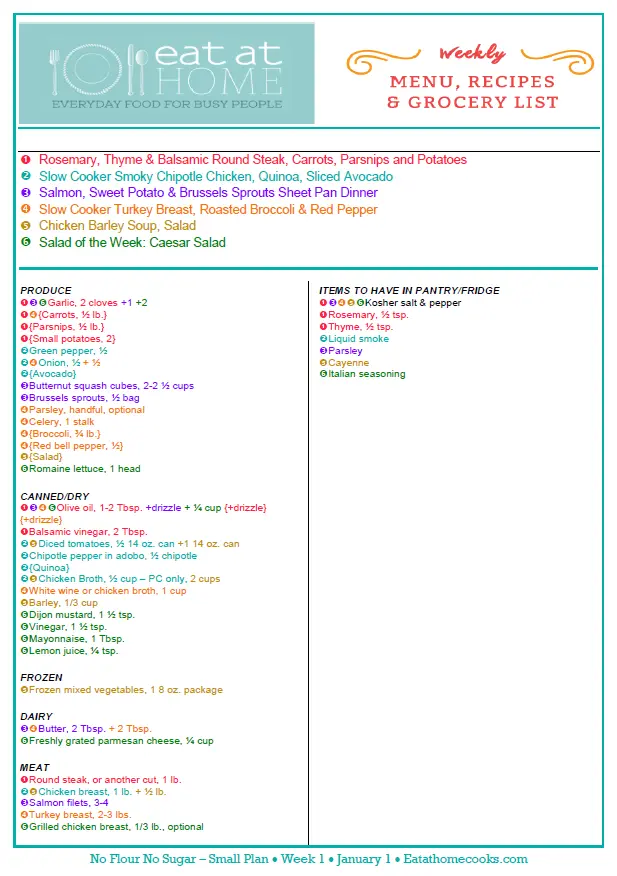 eat at
HOME
EVERYDAY FOOD FOR BUSY PEOPLE
Weekly
MENU, RECIPES
& GROCERY LIST
❶ Rosemary, Thyme & Balsamic Round Steak, Carrots, Parsnips and Potatoes
❷ Slow Cooker Smoky Chipotle Chicken, Quinoa, Sliced Avocado
❸ Salmon, Sweet Potato & Brussels Sprouts Sheet Pan Dinner
❹ Slow Cooker Turkey Breast, Roasted Broccoli & Red Pepper
❺ Chicken Barley Soup, Salad
❻ Salad of the Week: Caesar Salad
PRODUCE
❶❸❻Garlic, 2 cloves +1 +2
❶❹{Carrots, ½ lb.}
❶{Parsnips, ½ lb.}
❶{Small potatoes, 2}
❷Green pepper, ½
❷❹Onion, ½ + ½
❷{Avocado}
❸Butternut squash cubes, 2-2 ½ cups
❸Brussels sprouts, ½ bag
❹Parsley, handful, optional
❹Celery, 1 stalk
❹{Broccoli, ¾ lb.}
❹{Red bell pepper, ½}
❺{Salad}
❻Romaine lettuce, 1 head
CANNED/DRY
❶❸❹❻Olive oil, 1-2 Tbsp. +drizzle + ¼ cup {+drizzle}
{+drizzle}
❶Balsamic vinegar, 2 Tbsp.
❷❺Diced tomatoes, ½ 14 oz. can +1 14 oz. can
❷Chipotle pepper in adobo, ½ chipotle
❷{Quinoa}
❷❺Chicken Broth, ½ cup – PC only, 2 cups
❹White wine or chicken broth, 1 cup
❺Barley, 1/3 cup
❻Dijon mustard, 1 ½ tsp.
❻Vinegar, 1 ½ tsp.
❻Mayonnaise, 1 Tbsp.
❻Lemon juice, ¼ tsp.
FROZEN
❺Frozen mixed vegetables, 1 8 oz. package
DAIRY
❸❹Butter, 2 Tbsp. + 2 Tbsp.
❻Freshly grated parmesan cheese, ¼ cup
MEAT
❶Round steak, or another cut, 1 lb.
❷❺Chicken breast, 1 lb. + ½ lb.
❸Salmon filets, 3-4
❹Turkey breast, 2-3 lbs.
❻Grilled chicken breast, 1/3 lb., optional
ITEMS TO HAVE IN PANTRY/FRIDGE
❶❸❹❺❻Kosher salt & pepper
❶Rosemary, ½ tsp.
❶Thyme, ½ tsp.
❷Liquid smoke
❸Parsley
❺Cayenne
❻Italian seasoning
No Flour No Sugar – Small Plan • Week 1 • January 1 • Eatathomecooks.com